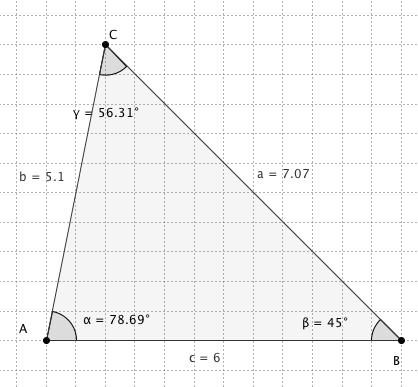 C
γ = 56.31°
b = 5.1
a = 7.07
A
α = 78.69°
β = 45°
c = 6
B